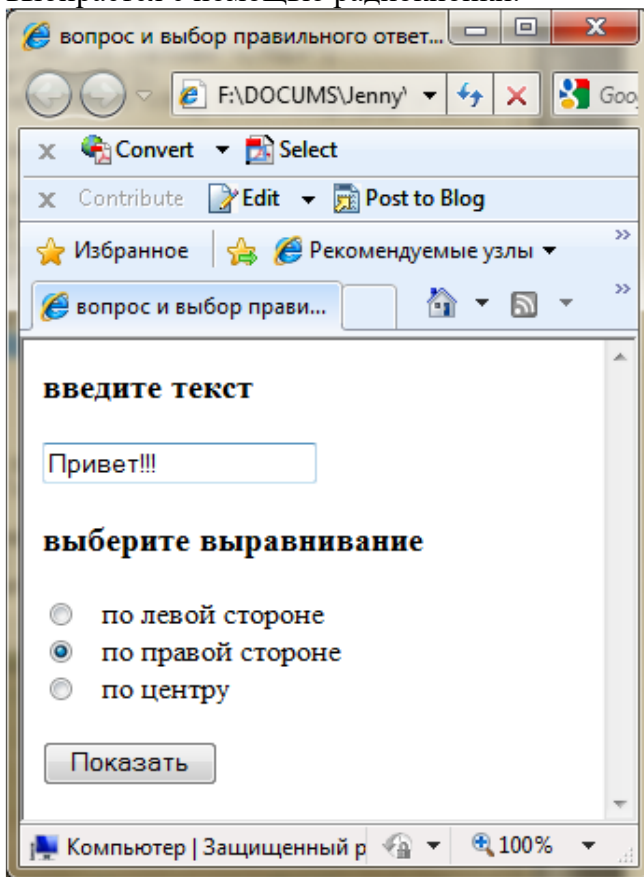 вопрос и выбор правильного ответ...
F:\DOCUMS\Jenny\
Goo
x Convert Select
x Contribute Edit Post to Blog
Избранное Рекомендуемые узлы »
вопрос и выбор прави... »
введите текст
Привет!!!
выберите выравнивание
по левой стороне
по правой стороне
по центру
Показать
Компьютер | Защищенный р 100%